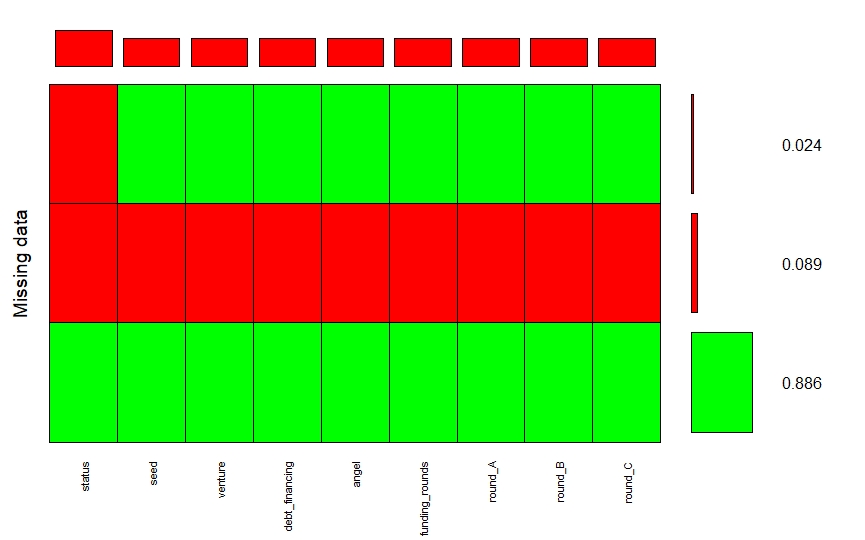 Missing data
0.024
0.089
0.886
status
seed
venture
debt_financing
angel
funding_rounds
round_A
round_B
round_C